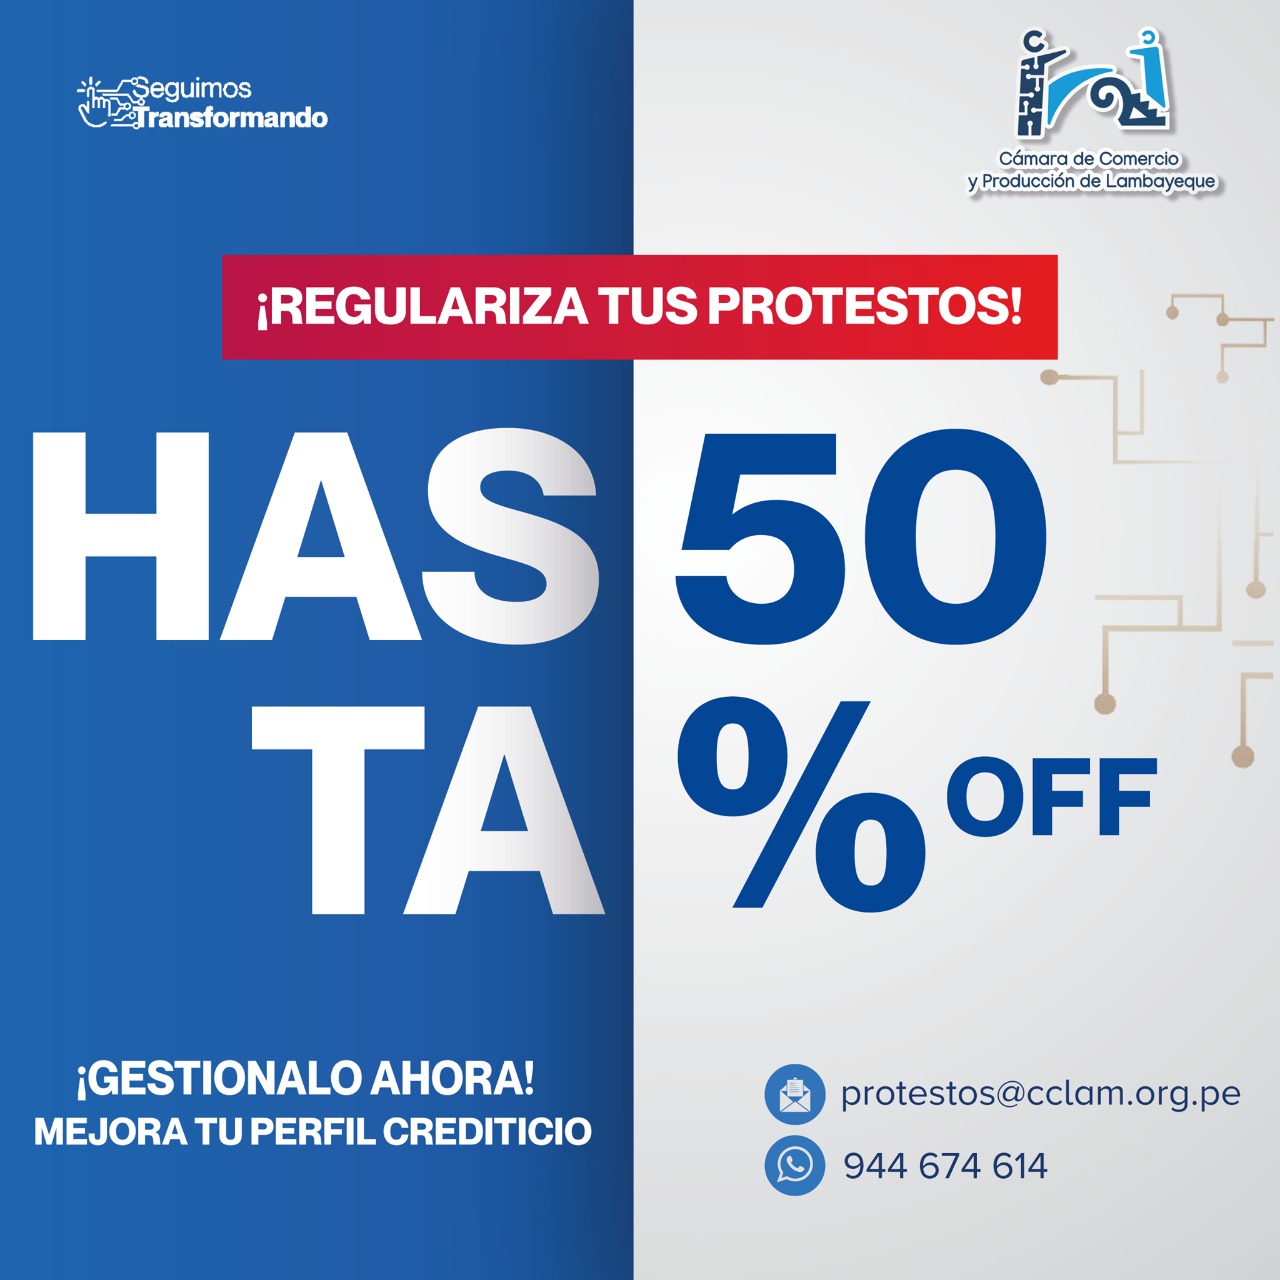 Seguimos
Transformando
Cámara de Comercio
y Producción de Lambayeque
¡REGULARIZA TUS PROTESTOS!
HAS
TA
50
% OFF
¡GESTIONALO AHORA!
MEJORA TU PERFIL CREDITICIO
protestos@cclam.org.pe
944 674 614